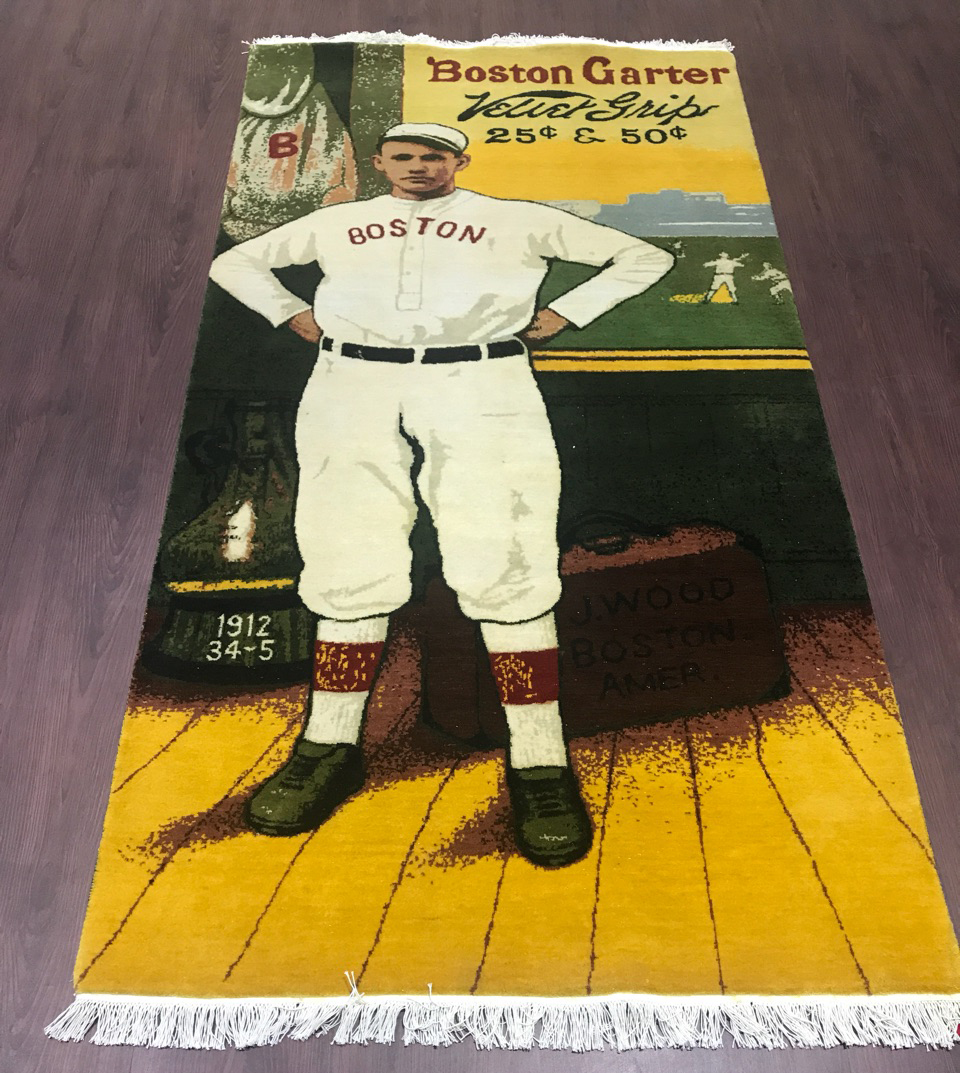 Boston Garter
Velvet Grip
25¢ & 50¢
B
BOSTON
1912
34-5
J.WOOD
BOSTON
AMER.